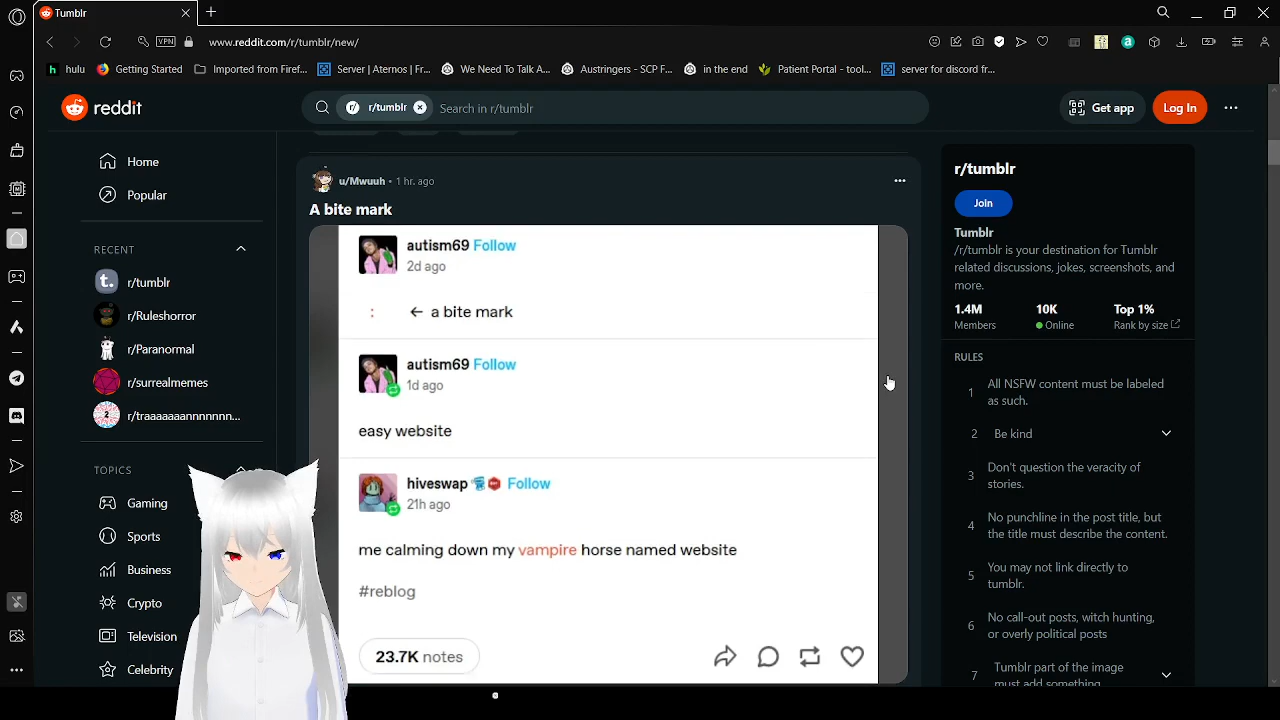 Tumblr
VPN
www.reddit.com/r/tumblr/new/
hulu
Getting Started
Imported from Firef...
Server | Aternos | Fr...
We Need To Talk A...
Austringers - SCP F...
in the end
Patient Portal - tool...
server for discord fr...
reddit
r/tumblr
Search in r/tumblr
Get app
Log In
Home
Popular
RECENT
r/tumblr
r/Ruleshorror
r/Paranormal
r/surrealmemes
r/traaaaaaannnnnnn...
TOPICS
Gaming
Sports
Business
Crypto
Television
Celebrity
u/Mwuuh • 1 hr. ago
A bite mark
autism69 Follow
2d ago
: ← a bite mark
autism69 Follow
1d ago
easy website
hiveswap Follow
21h ago
me calming down my vampire horse named website
#reblog
23.7K notes
r/tumblr
Join
Tumblr
/r/tumblr is your destination for Tumblr
related discussions, jokes, screenshots, and
more.
1.4M 10K Top 1%
Members Online Rank by size
RULES
1 All NSFW content must be labeled
as such.
2 Be kind
3 Don't question the veracity of
stories.
4 No punchline in the post title, but
the title must describe the content.
5 You may not link directly to
tumblr.
6 No call-out posts, witch hunting,
or overly political posts
7 Tumblr part of the image
must add something